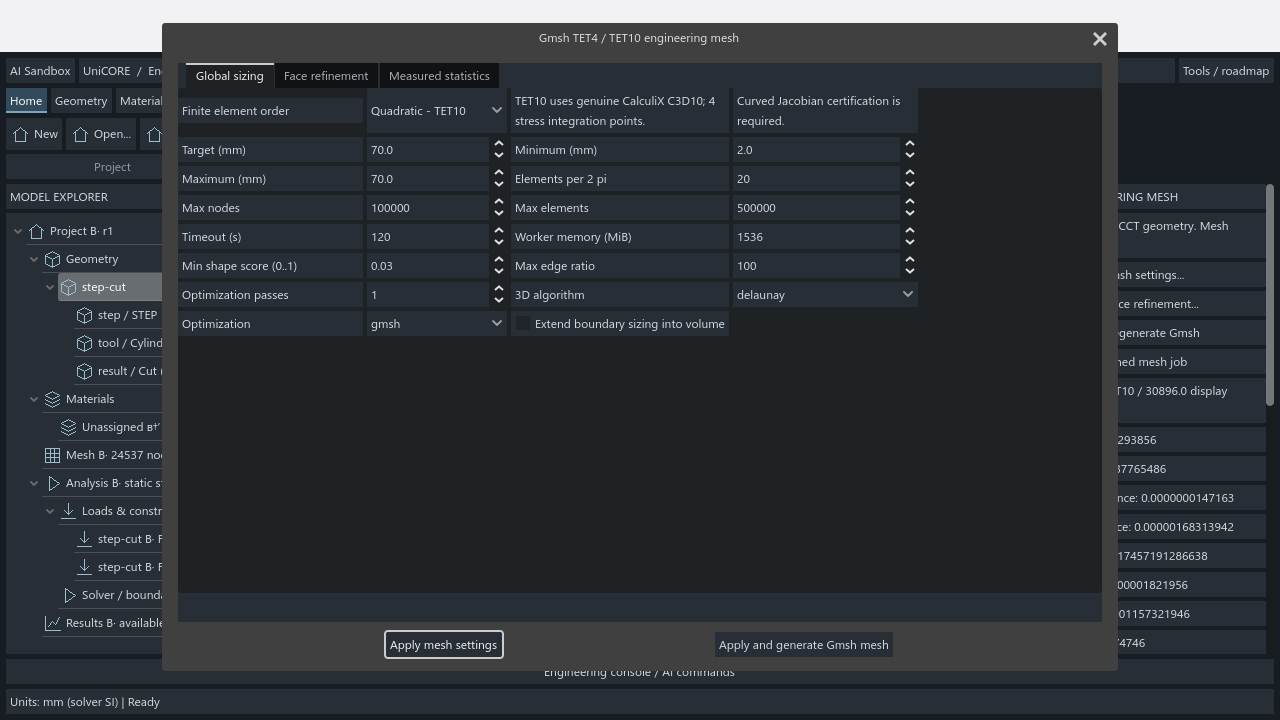 Gmsh TET4 / TET10 engineering mesh
AI Sandbox
UniCORE / En
Tools / roadmap
Home
Geometry
Material
New
Open...
Project
MODEL EXPLORER
Project В· r1
Geometry
step-cut
step / STEP
tool / Cylind
result / Cut (
Materials
Unassigned
Mesh В· 24537 no
Analysis В· static s
Loads & constr
step-cut В· F
step-cut В· F
Solver / bounda
Results В· available
Global sizing
Face refinement
Measured statistics
Finite element order
Quadratic - TET10
TET10 uses genuine CalculiX C3D10; 4
stress integration points.
Curved Jacobian certification is
required.
Target (mm)
70.0
Minimum (mm)
2.0
Maximum (mm)
70.0
Elements per 2 pi
20
Max nodes
100000
Max elements
500000
Timeout (s)
120
Worker memory (MiB)
1536
Min shape score (0..1)
0.03
Max edge ratio
100
Optimization passes
1
3D algorithm
delaunay
Optimization
gmsh
Extend boundary sizing into volume
Apply mesh settings
Apply and generate Gmsh mesh
RING MESH
CCT geometry. Mesh
sh settings...
ce refinement...
generate Gmsh
ned mesh job
T10 / 30896.0 display
293856
37765486
nce: 0.0000000147163
ce: 0.00000168313942
17457191286638
00001821956
01157321946
74746
Engineering console / AI commands
Units: mm (solver SI) | Ready